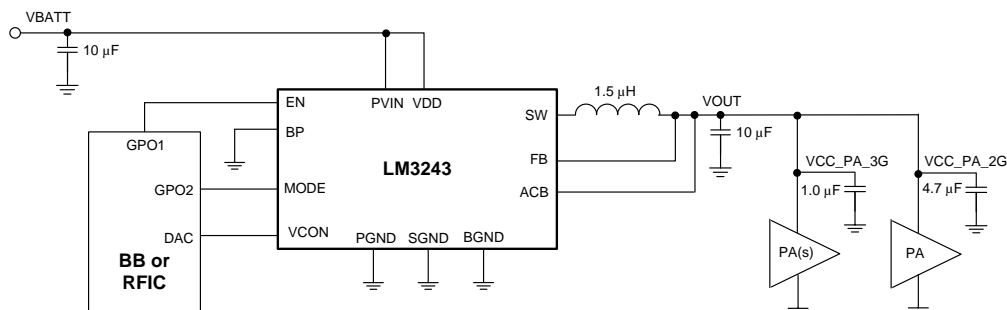 VBATT
10 μF
EN
PVIN VDD
SW
1.5 μH
VOUT
BP
10 μF
GPO1
LM3243
FB
VCC_PA_3G
VCC_PA_2G
GPO2
MODE
ACB
1.0 μF
4.7 μF
DAC
VCON
PGND SGND BGND
PA(s)
PA
BB or
RFIC